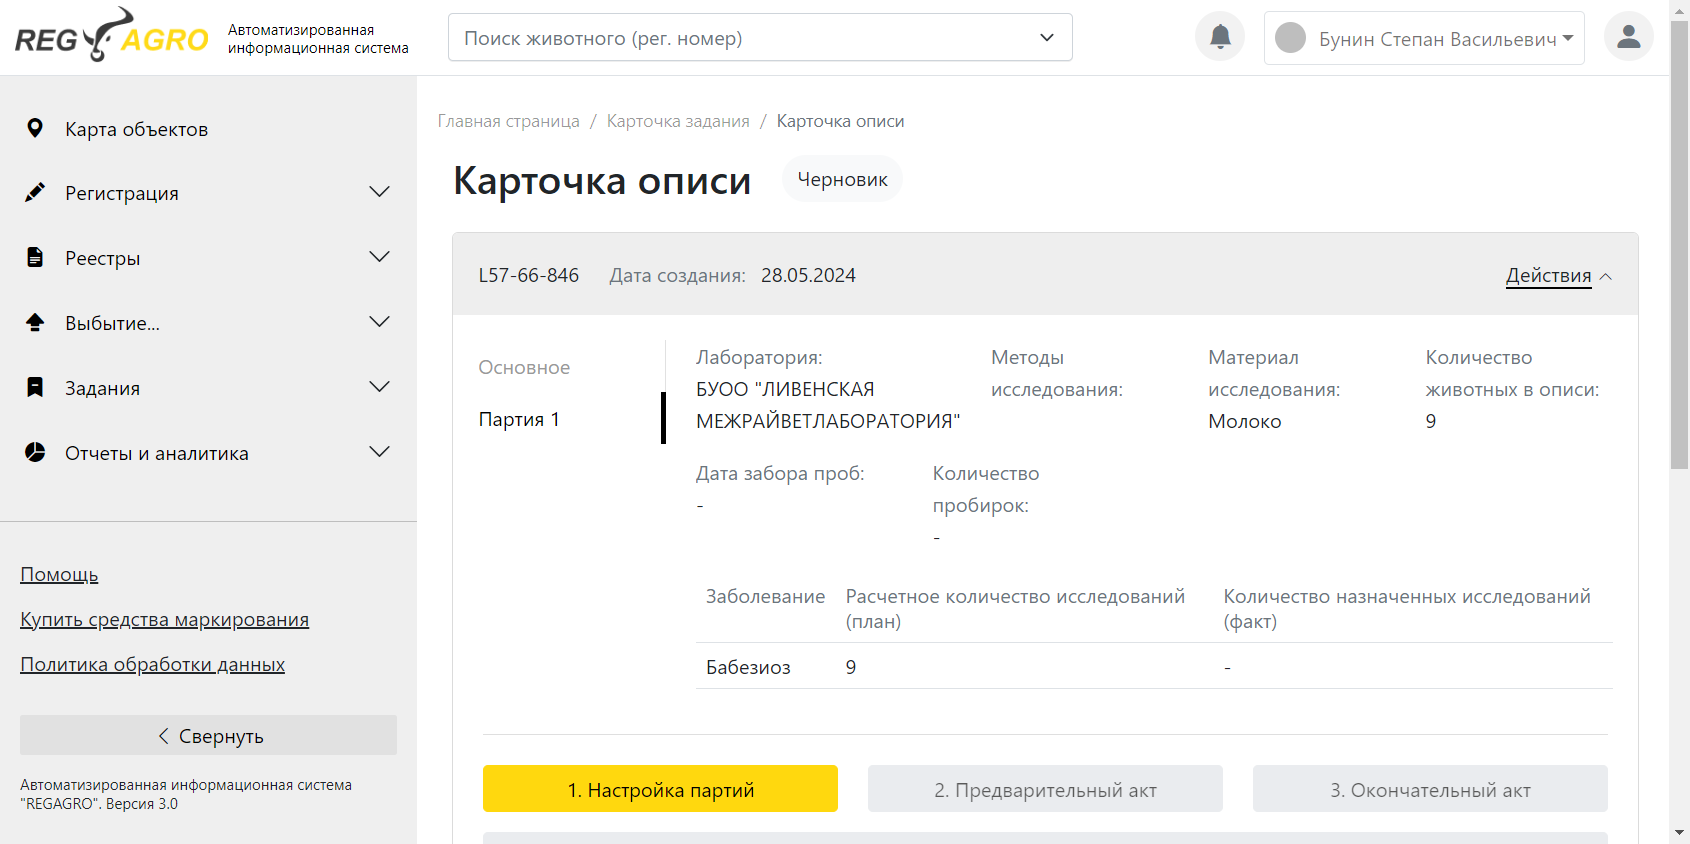 REG AGRO
Автоматизированная
информационная система
Поиск животного (рег. номер)
Бунин Степан Васильевич
Карта объектов
Регистрация
Реестры
Выбытие...
Задания
Отчеты и аналитика
Помощь
Купить средства маркирования
Политика обработки данных
Свернуть
Автоматизированная информационная система
"REGAGRO". Версия 3.0
Главная страница / Карточка задания / Карточка описи
Карточка описи
Черновик
L57-66-846 Дата создания: 28.05.2024
Действия
Основное
Партия 1
Лаборатория:
БУОО "ЛИВЕНСКАЯ
МЕЖРАЙВЕТЛАБОРАТОРИЯ"
Методы
исследования:
Материал
исследования:
Молоко
Количество
животных в описи:
9
Дата забора проб:
-
Количество
пробирок:
-
Заболевание
Расчетное количество исследований
(план)
Количество назначенных исследований
(факт)
Бабезиоз 9 -
1. Настройка партий
2. Предварительный акт
3. Окончательный акт